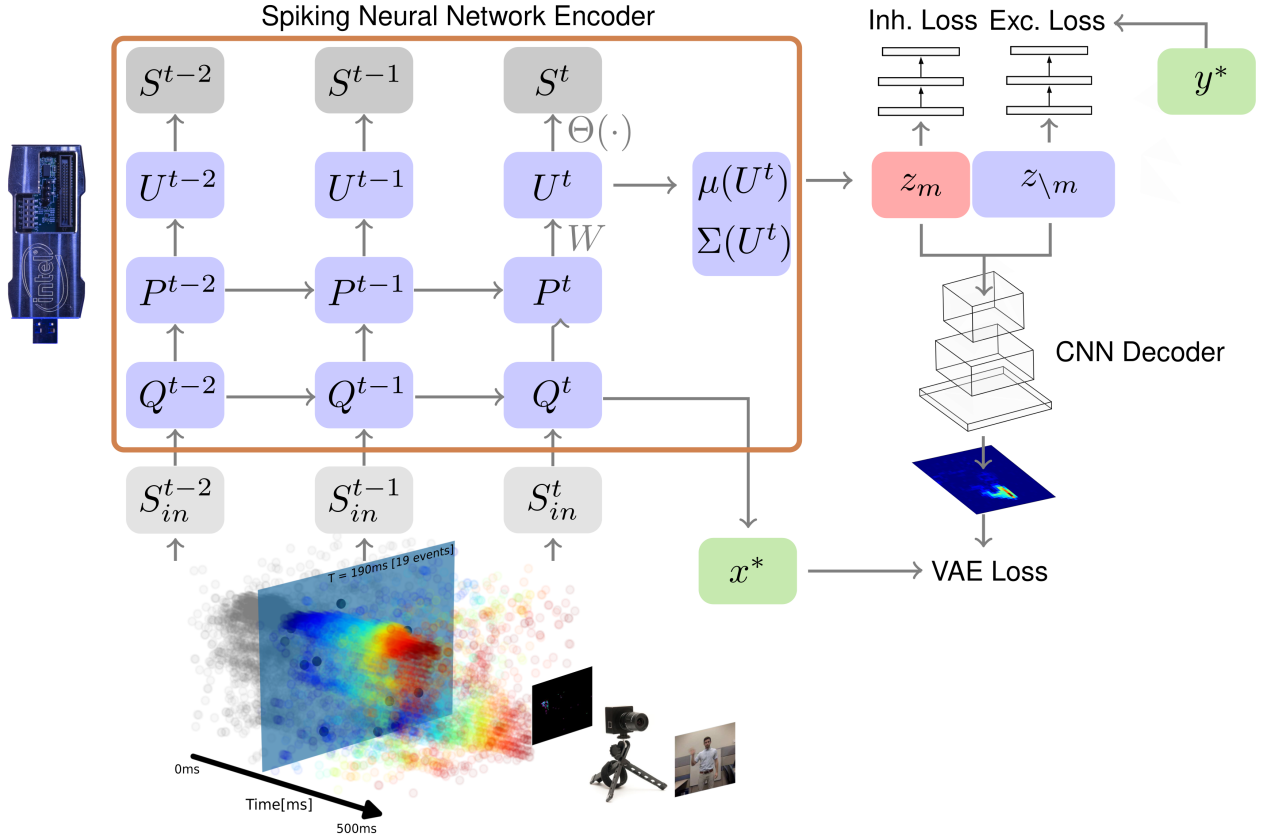 Spiking Neural Network Encoder
Inh. Loss Exc. Loss
S^{t−2} S^{t−1} S^t y*
Θ(·)
U^{t−2} U^{t−1} U^t μ(U^t) z_m z_{\m}
W Σ(U^t)
intel
P^{t−2} P^{t−1} P^t
CNN Decoder
Q^{t−2} Q^{t−1} Q^t
S_{in}^{t−2} S_{in}^{t−1} S_{in}^t
T = 190ms [19 events]
x* VAE Loss
0ms
Time[ms]
500ms